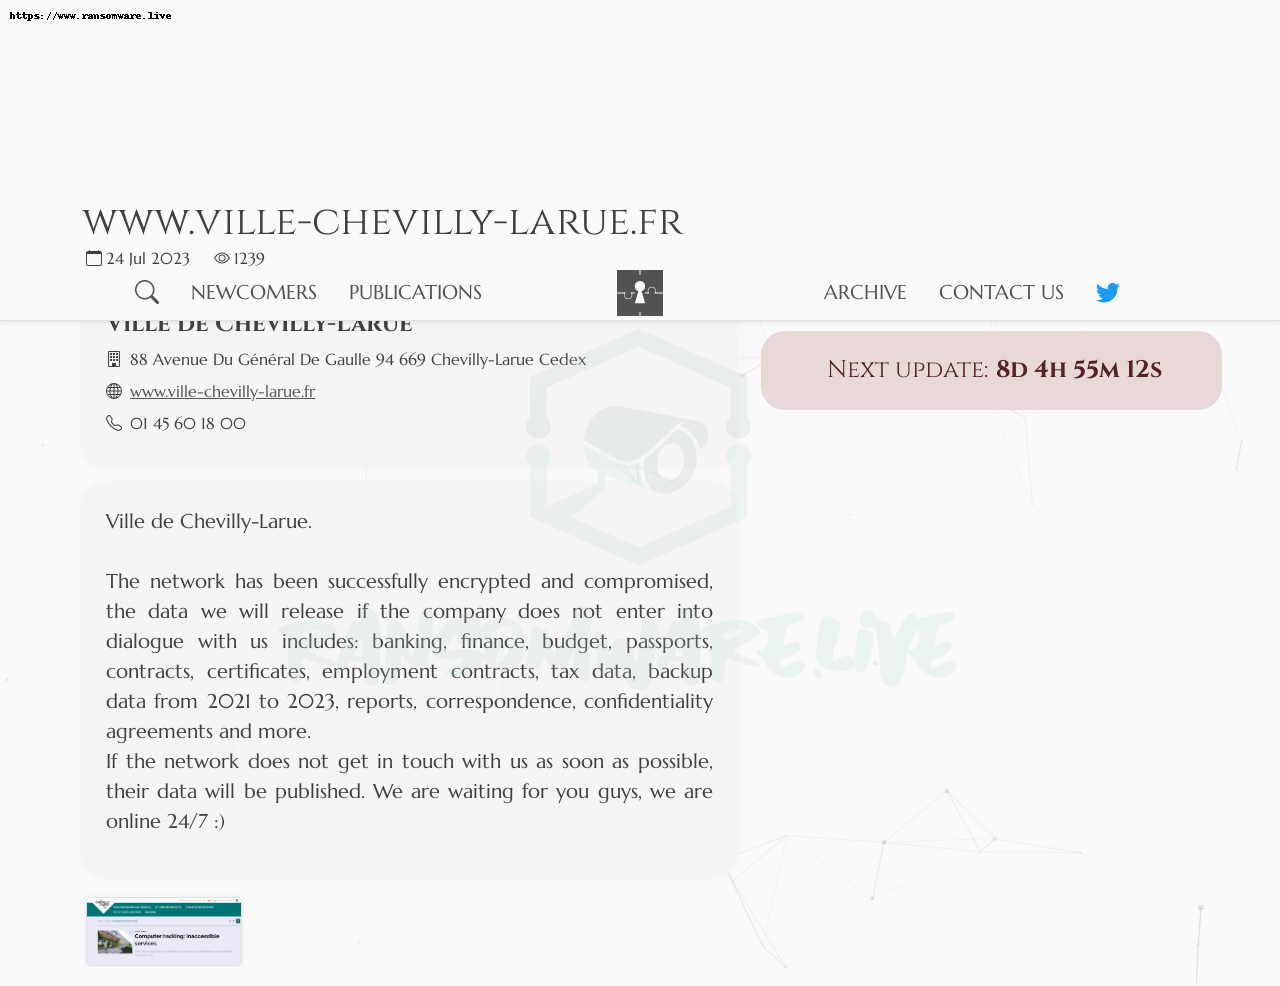 https://www.ransomware.live
www.ville-chevilly-larue.fr
24 Jul 2023 1239
NEWCOMERS PUBLICATIONS ARCHIVE CONTACT US
Ville de Chevilly-Larue
88 Avenue Du Général De Gaulle 94 669 Chevilly-Larue Cedex
www.ville-chevilly-larue.fr
01 45 60 18 00
Next update: 8d 4h 55m 12s
Ville de Chevilly-Larue.
The network has been successfully encrypted and compromised,
the data we will release if the company does not enter into
dialogue with us includes: banking, finance, budget, passports,
contracts, certificates, employment contracts, tax data, backup
data from 2021 to 2023, reports, correspondence, confidentiality
agreements and more.
If the network does not get in touch with us as soon as possible,
their data will be published. We are waiting for you guys, we are
online 24/7 :)
RANSOMWARE.LIVE
Computer hacking: inaccessible
services